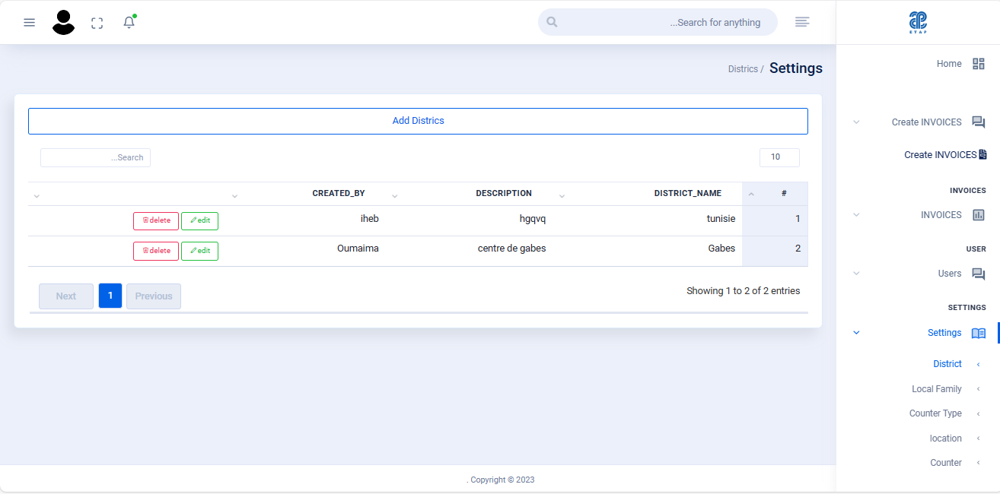 ...Search for anything
ETAP
Districs / Settings
Add Districs
...Search
10
CREATED_BY DESCRIPTION DISTRICT_NAME #
delete edit iheb hgqvq tunisie 1
delete edit Oumaima centre de gabes Gabes 2
Next 1 Previous
Showing 1 to 2 of 2 entries
. Copyright © 2023
Home
Create INVOICES
Create INVOICES
INVOICES
INVOICES
USER
Users
SETTINGS
Settings
District
Local Family
Counter Type
location
Counter